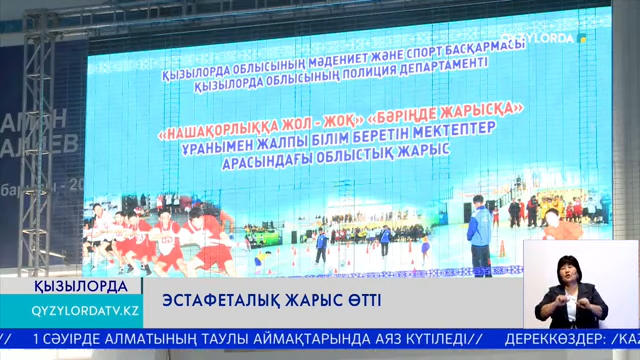 QYZYLORDA
ҚЫЗЫЛОРДА ОБЛЫСЫНЫҢ МӘДЕНИЕТ ЖӘНЕ СПОРТ БАСҚАРМАСЫ
ҚЫЗЫЛОРДА ОБЛЫСЫНЫҢ ПОЛИЦИЯ ДЕПАРТАМЕНТІ
«НАШАҚОРЛЫҚҚА ЖОЛ - ЖОҚ» «БӘРІҢДЕ ЖАРЫСҚА»
ҰРАНЫМЕН ЖАЛПЫ БІЛІМ БЕРЕТІН МЕКТЕПТЕР
АРАСЫНДАҒЫ ОБЛЫСТЫҚ ЖАРЫС
ҚЫЗЫЛОРДА
QYZYLORDATV.KZ
ЭСТАФЕТАЛЫҚ ЖАРЫС ӨТТІ
// 1 СӘУІРДЕ АЛМАТЫНЫҢ ТАУЛЫ АЙМАҚТАРЫНДА АЯЗ КҮТІЛЕДІ// ДЕРЕККӨЗДЕР: /KA